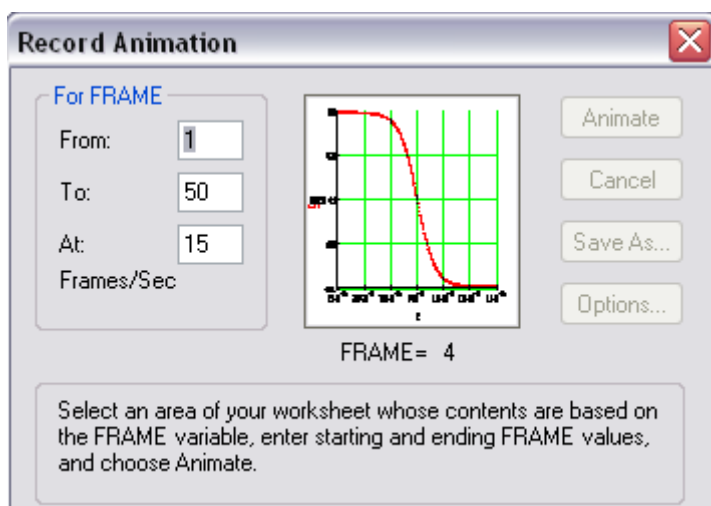 Record Animation
For FRAME
From: 1
To: 50
At: 15
Frames/Sec
FRAME= 4
Animate
Cancel
Save As...
Options...
Select an area of your worksheet whose contents are based on
the FRAME variable, enter starting and ending FRAME values,
and choose Animate.